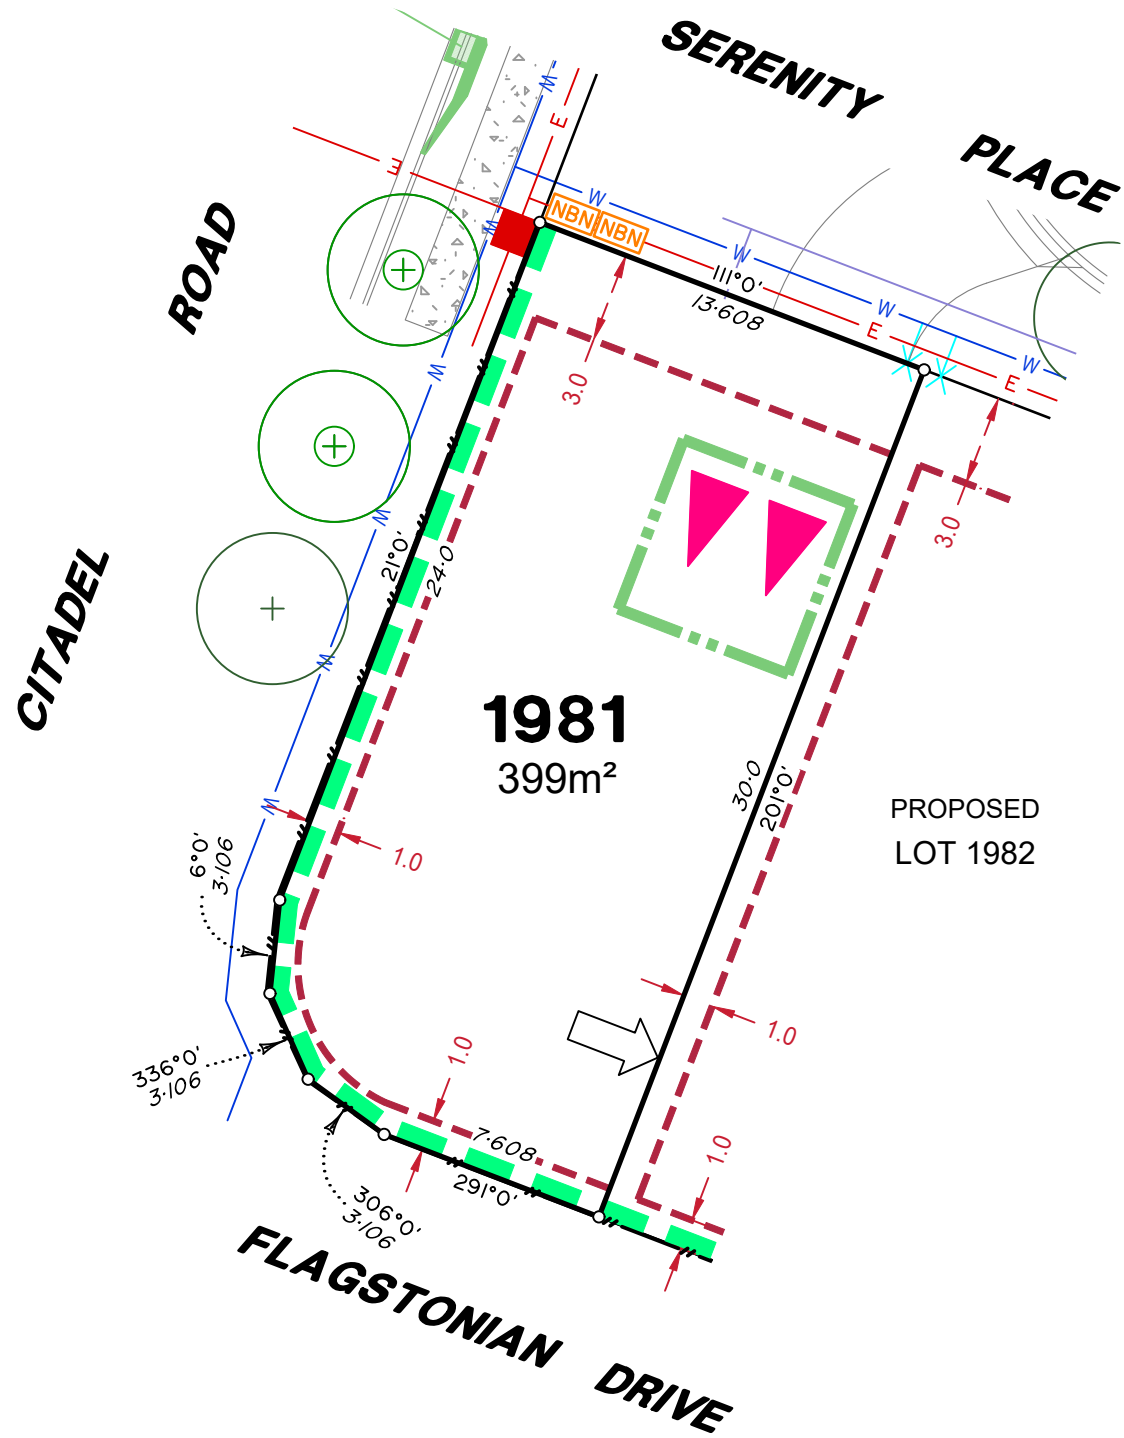 SERENITY PLACE
W
E
E
W
NBN
NBN
W
W
111°0'
13·608
W
E
W
E
ROAD
W
3.0
3.0
W
21°0'
24·0
CITADEL
W
1981
399m²
30·0
201°0'
PROPOSED
LOT 1982
W
1.0
6°0'
3·106
1.0
336°0'
3·106
1.0
7·608
291°0'
1.0
306°0'
3·106
FLAGSTONIAN DRIVE